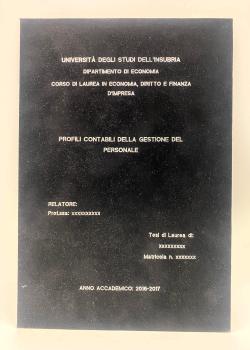 UNIVERSITÀ DEGLI STUDI DELL'INSUBRIA
DIPARTIMENTO DI ECONOMIA
CORSO DI LAUREA IN ECONOMIA, DIRITTO E FINANZA
D'IMPRESA
PROFILI CONTABILI DELLA GESTIONE DEL
PERSONALE
RELATORE:
Prof.ssa: xxxxxxxxxx
Tesi di Laurea di:
xxxxxxxxx
Matricola n. xxxxxxx
ANNO ACCADEMICO: 2016-2017